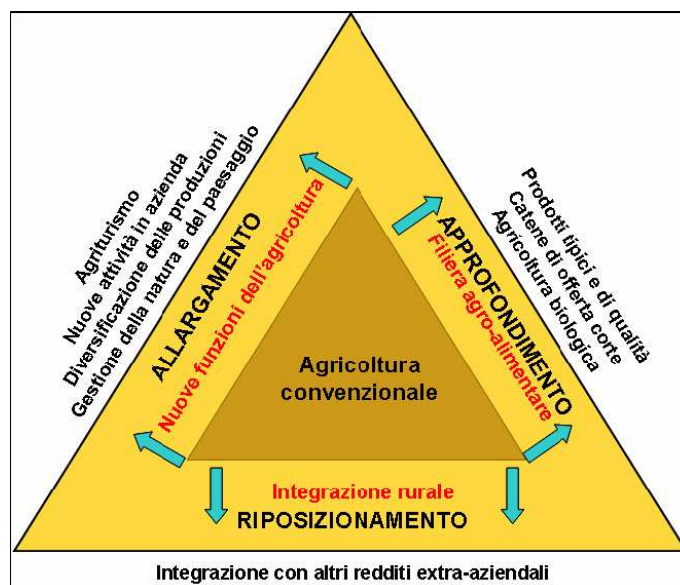 Agriturismo
Nuove attività in azienda
Diversificazione delle produzioni
Gestione della natura e del paesaggio
ALLARGAMENTO
Nuove funzioni dell'agricoltura
Prodotti tipici e di qualità
Catene di offerta corte
Agricoltura biologica
APPROFONDIMENTO
Filiera agro-alimentare
Agricoltura
convenzionale
Integrazione rurale
RIPOSIZIONAMENTO
Integrazione con altri redditi extra-aziendali